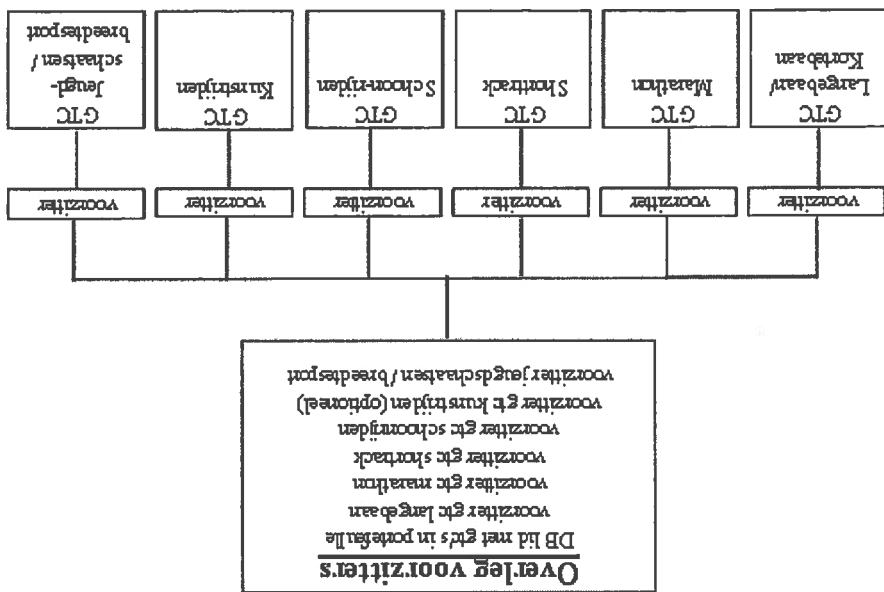 Overleg voorzitters
DB lid met gtc's in portefeuille
voorzitter gtc langebaan
voorzitter gtc marathon
voorzitter gtc shorttrack
voorzitter gtc schoonrijden
voorzitter gtc kunstrijden (optioneel)
voorzitter jeugdschaatsen / breedtesport
voorzitter
voorzitter
voorzitter
voorzitter
voorzitter
voorzitter
GTC
Langebaan/
Kortebaan
GTC
Marathon
GTC
Shorttrack
GTC
Schoon-rijden
GTC
Kunstrijden
GTC
Jeugd-
schaatsen /
breedtesport